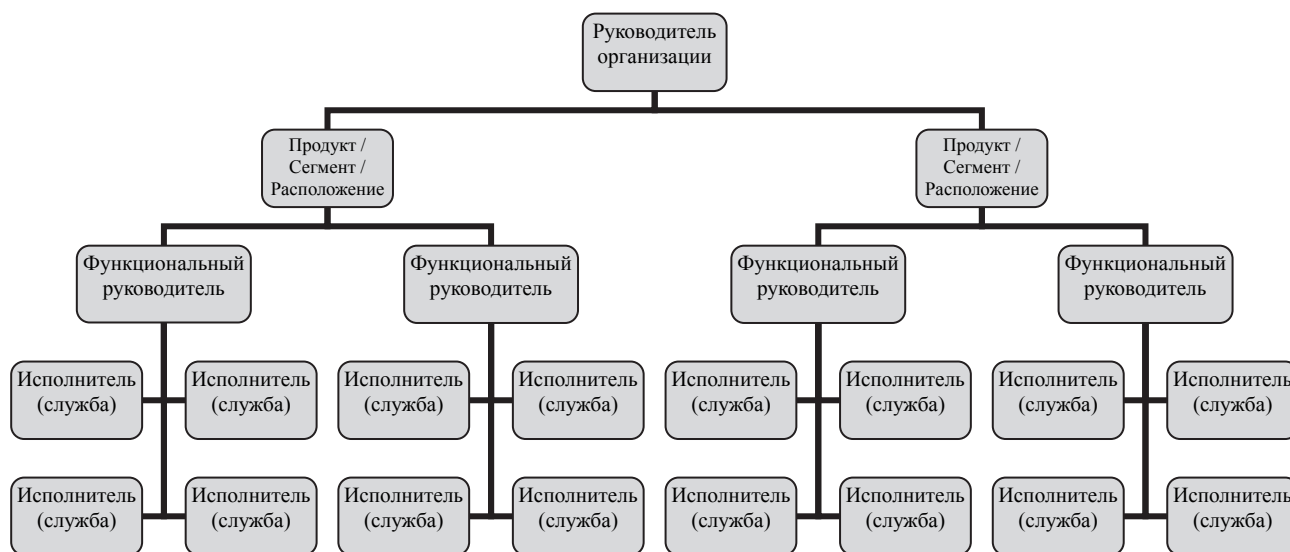 Руководитель
организации
Продукт /
Сегмент /
Расположение
Продукт /
Сегмент /
Расположение
Функциональный
руководитель
Функциональный
руководитель
Функциональный
руководитель
Функциональный
руководитель
Исполнитель
(служба)
Исполнитель
(служба)
Исполнитель
(служба)
Исполнитель
(служба)
Исполнитель
(служба)
Исполнитель
(служба)
Исполнитель
(служба)
Исполнитель
(служба)
Исполнитель
(служба)
Исполнитель
(служба)
Исполнитель
(служба)
Исполнитель
(служба)
Исполнитель
(служба)
Исполнитель
(служба)
Исполнитель
(служба)
Исполнитель
(служба)